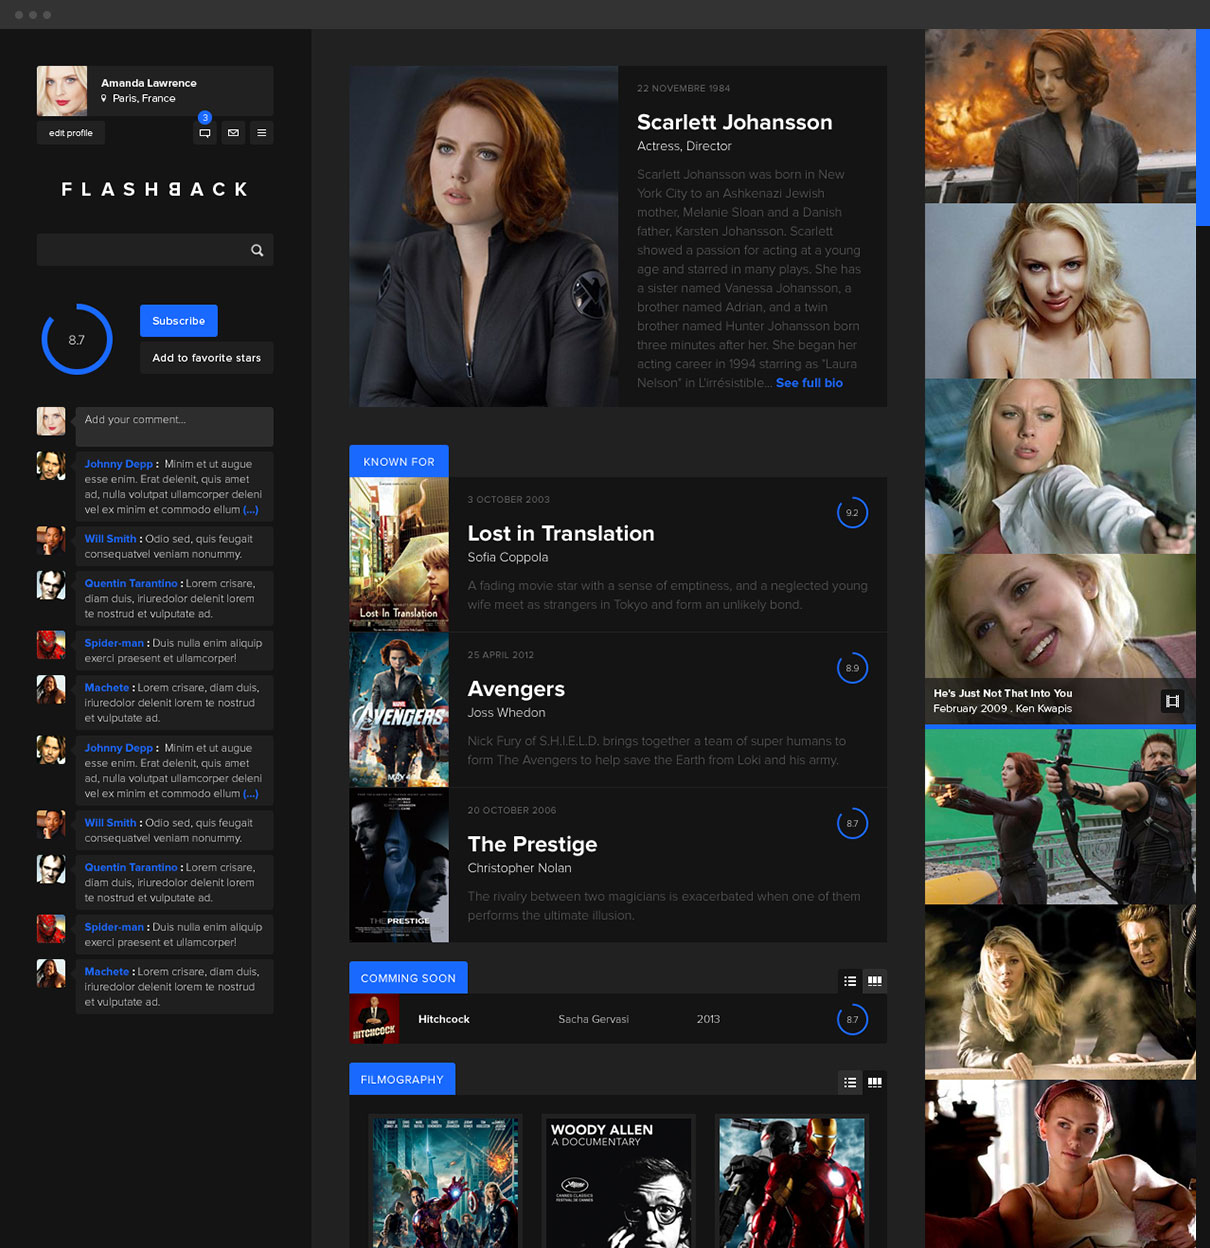 Amanda Lawrence
Paris, France
edit profile
3
FLASHBACK
8.7
Subscribe
Add to favorite stars
Add your comment...
Johnny Depp : Minim et ut augue
esse enim. Erat delenit, quis amet
ad, nulla volutpat ullamcorper deleni
vel ex minim et commodo ellum (...)
Will Smith : Odio sed, quis feugait
consequatvel veniam nonummy.
Quentin Tarantino : Lorem crisare,
diam duis, iriuredolor delenit lorem
te nostrud et vulputate ad.
Spider-man : Duis nulla enim aliquip
exerci praesent et ullamcorper!
Machete : Lorem crisare, diam duis,
iriuredolor delenit lorem te nostrud
et vulputate ad.
Johnny Depp : Minim et ut augue
esse enim. Erat delenit, quis amet
ad, nulla volutpat ullamcorper deleni
vel ex minim et commodo ellum (...)
Will Smith : Odio sed, quis feugait
consequatvel veniam nonummy.
Quentin Tarantino : Lorem crisare,
diam duis, iriuredolor delenit lorem
te nostrud et vulputate ad.
Spider-man : Duis nulla enim aliquip
exerci praesent et ullamcorper!
Machete : Lorem crisare, diam duis,
iriuredolor delenit lorem te nostrud
et vulputate ad.
22 NOVEMBRE 1984
Scarlett Johansson
Actress, Director
Scarlett Johansson was born in New
York City to an Ashkenazi Jewish
mother, Melanie Sloan and a Danish
father, Karsten Johansson. Scarlett
showed a passion for acting at a young
age and starred in many plays. She has
a sister named Vanessa Johansson, a
brother named Adrian, and a twin
brother named Hunter Johansson born
three minutes after her. She began her
acting career in 1994 starring as "Laura
Nelson" in L'irrésistible... See full bio
KNOWN FOR
Lost In Translation
3 OCTOBER 2003
Lost in Translation
Sofia Coppola
A fading movie star with a sense of emptiness, and a neglected young
wife meet as strangers in Tokyo and form an unlikely bond.
9.2
MARVEL
AVENGERS
MAY 4
25 APRIL 2012
Avengers
Joss Whedon
Nick Fury of S.H.I.E.L.D. brings together a team of super humans to
form The Avengers to help save the Earth from Loki and his army.
8.9
THE PRESTIGE
20 OCTOBER 2006
The Prestige
Christopher Nolan
The rivalry between two magicians is exacerbated when one of them
performs the ultimate illusion.
8.7
COMMING SOON
HITCHCOCK
Hitchcock
Sacha Gervasi
2013
8.7
FILMOGRAPHY
WOODY ALLEN
A DOCUMENTARY
CANNES CLASSICS
FESTIVAL DE CANNES
He's Just Not That Into You
February 2009 . Ken Kwapis